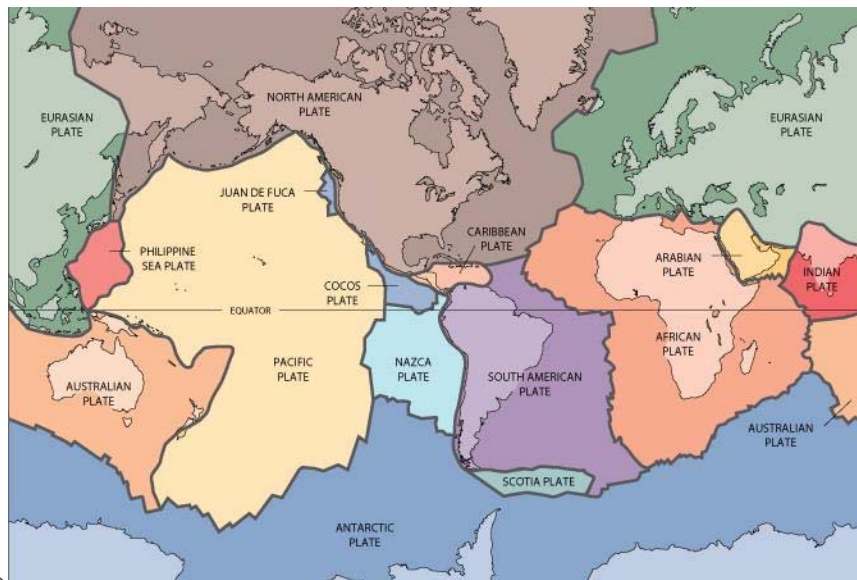 NORTH AMERICAN
PLATE
EURASIAN
PLATE
EURASIAN
PLATE
JUAN DE FUCA
PLATE
CARIBBEAN
PLATE
PHILIPPINE
SEA PLATE
ARABIAN
PLATE
INDIAN
PLATE
COCOS
PLATE
EQUATOR
AFRICAN
PLATE
PACIFIC
PLATE
NAZCA
PLATE
SOUTH AMERICAN
PLATE
AUSTRALIAN
PLATE
AUSTRALIAN
PLATE
SCOTIA PLATE
ANTARCTIC
PLATE